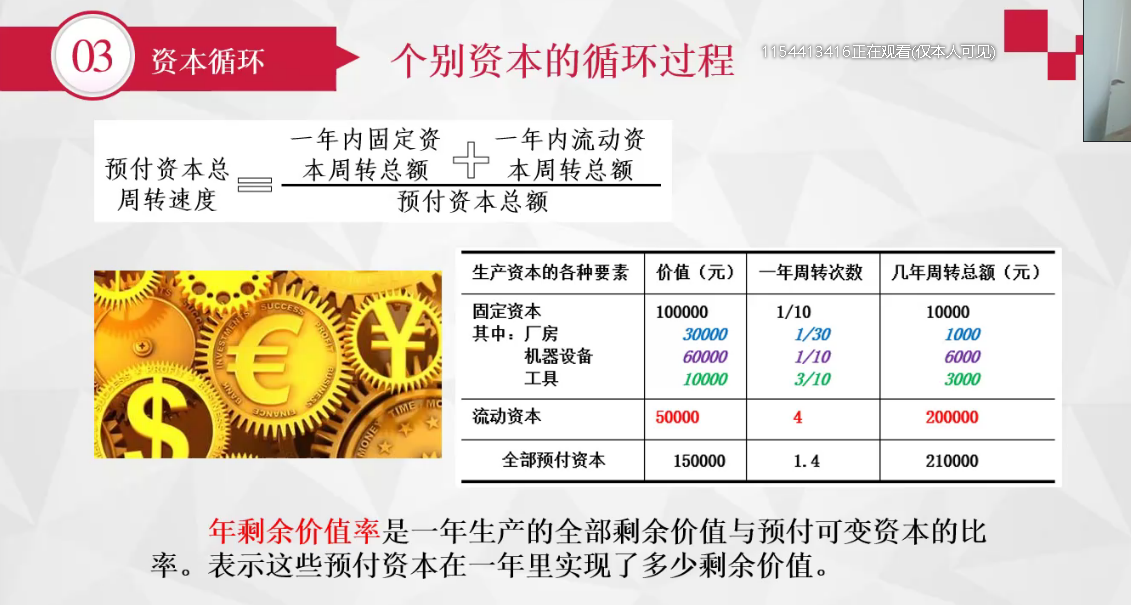 03
资本循环
个别资本的循环过程
1154413416正在观看(仅本人可见)
一年内固定资
本周转总额
+
一年内流动资
本周转总额
预付资本总
周转速度
=
预付资本总额
生产资本的各种要素 价值（元） 一年周转次数 几年周转总额（元）
固定资本 100000 1/10 10000
其中：厂房 30000 1/30 1000
机器设备 60000 1/10 6000
工具 10000 3/10 3000
流动资本 50000 4 200000
全部预付资本 150000 1.4 210000
INVESTMENTS SUCCESS PROFIT
BANK FINANCE BUSINESS
TIME MO
MONEY
€
¥
$
年剩余价值率是一年生产的全部剩余价值与预付可变资本的比
率。表示这些预付资本在一年里实现了多少剩余价值。